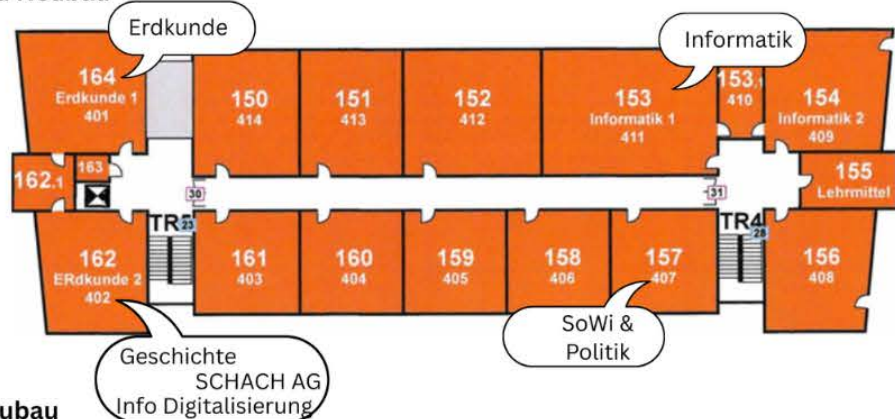 Erdkunde
Informatik
164
Erdkunde 1
401
150
414
151
413
152
412
153
Informatik 1
411
153.1
410
154
Informatik 2
409
162.1
163
30
31
155
Lehrmittel
TR5
23
TR4
28
162
ERdkunde 2
402
161
403
160
404
159
405
158
406
157
407
156
408
Geschichte
SCHACH AG
Info Digitalisierung
SoWi &
Politik